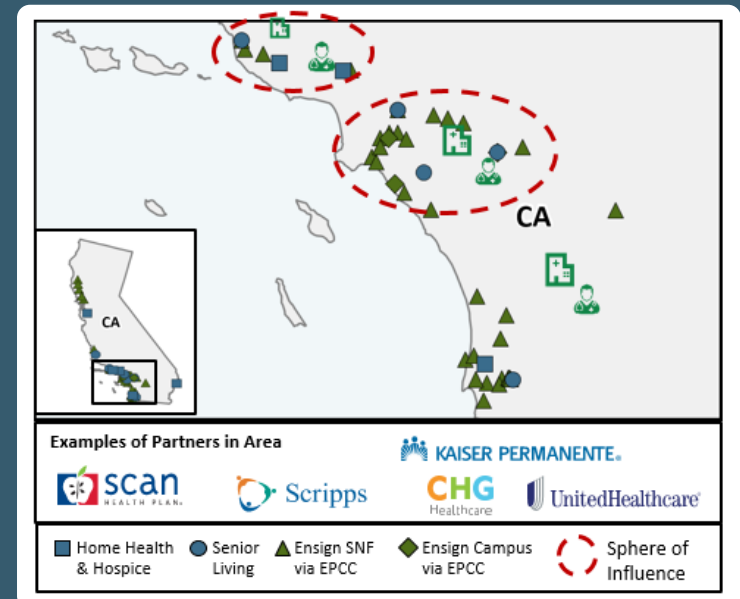 CA
CA
Examples of Partners in Area
KAISER PERMANENTE®
scan
HEALTH PLAN®
Scripps
CHG
Healthcare
UnitedHealthcare®
Home Health
& Hospice
Senior
Living
Ensign SNF
via EPCC
Ensign Campus
via EPCC
Sphere of
Influence